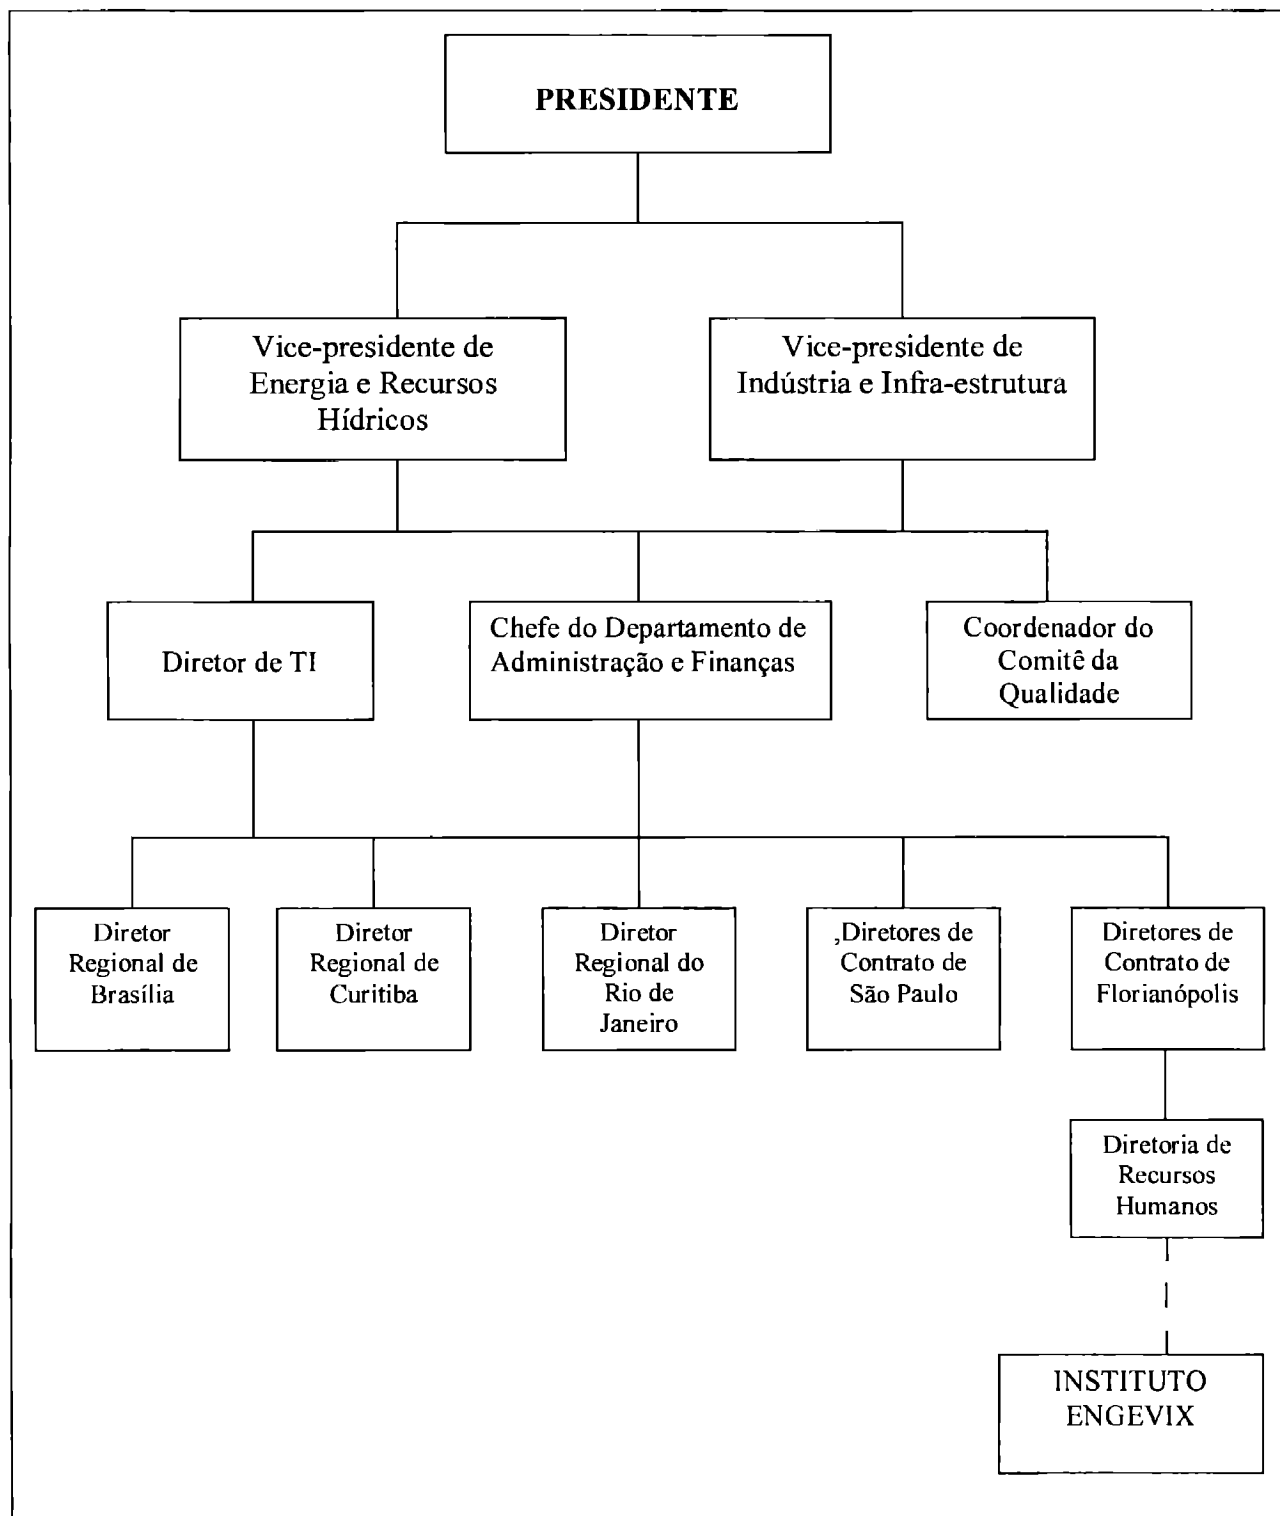 PRESIDENTE
Vice-presidente de
Energia e Recursos
Hídricos
Vice-presidente de
Indústria e Infra-estrutura
Diretor de TI
Chefe do Departamento de
Administração e Finanças
Coordenador do
Comitê da
Qualidade
Diretor
Regional de
Brasília
Diretor
Regional de
Curitiba
Diretor
Regional do
Rio de
Janeiro
,Diretores de
Contrato de
São Paulo
Diretores de
Contrato de
Florianópolis
Diretoria de
Recursos
Humanos
INSTITUTO
ENGEVIX